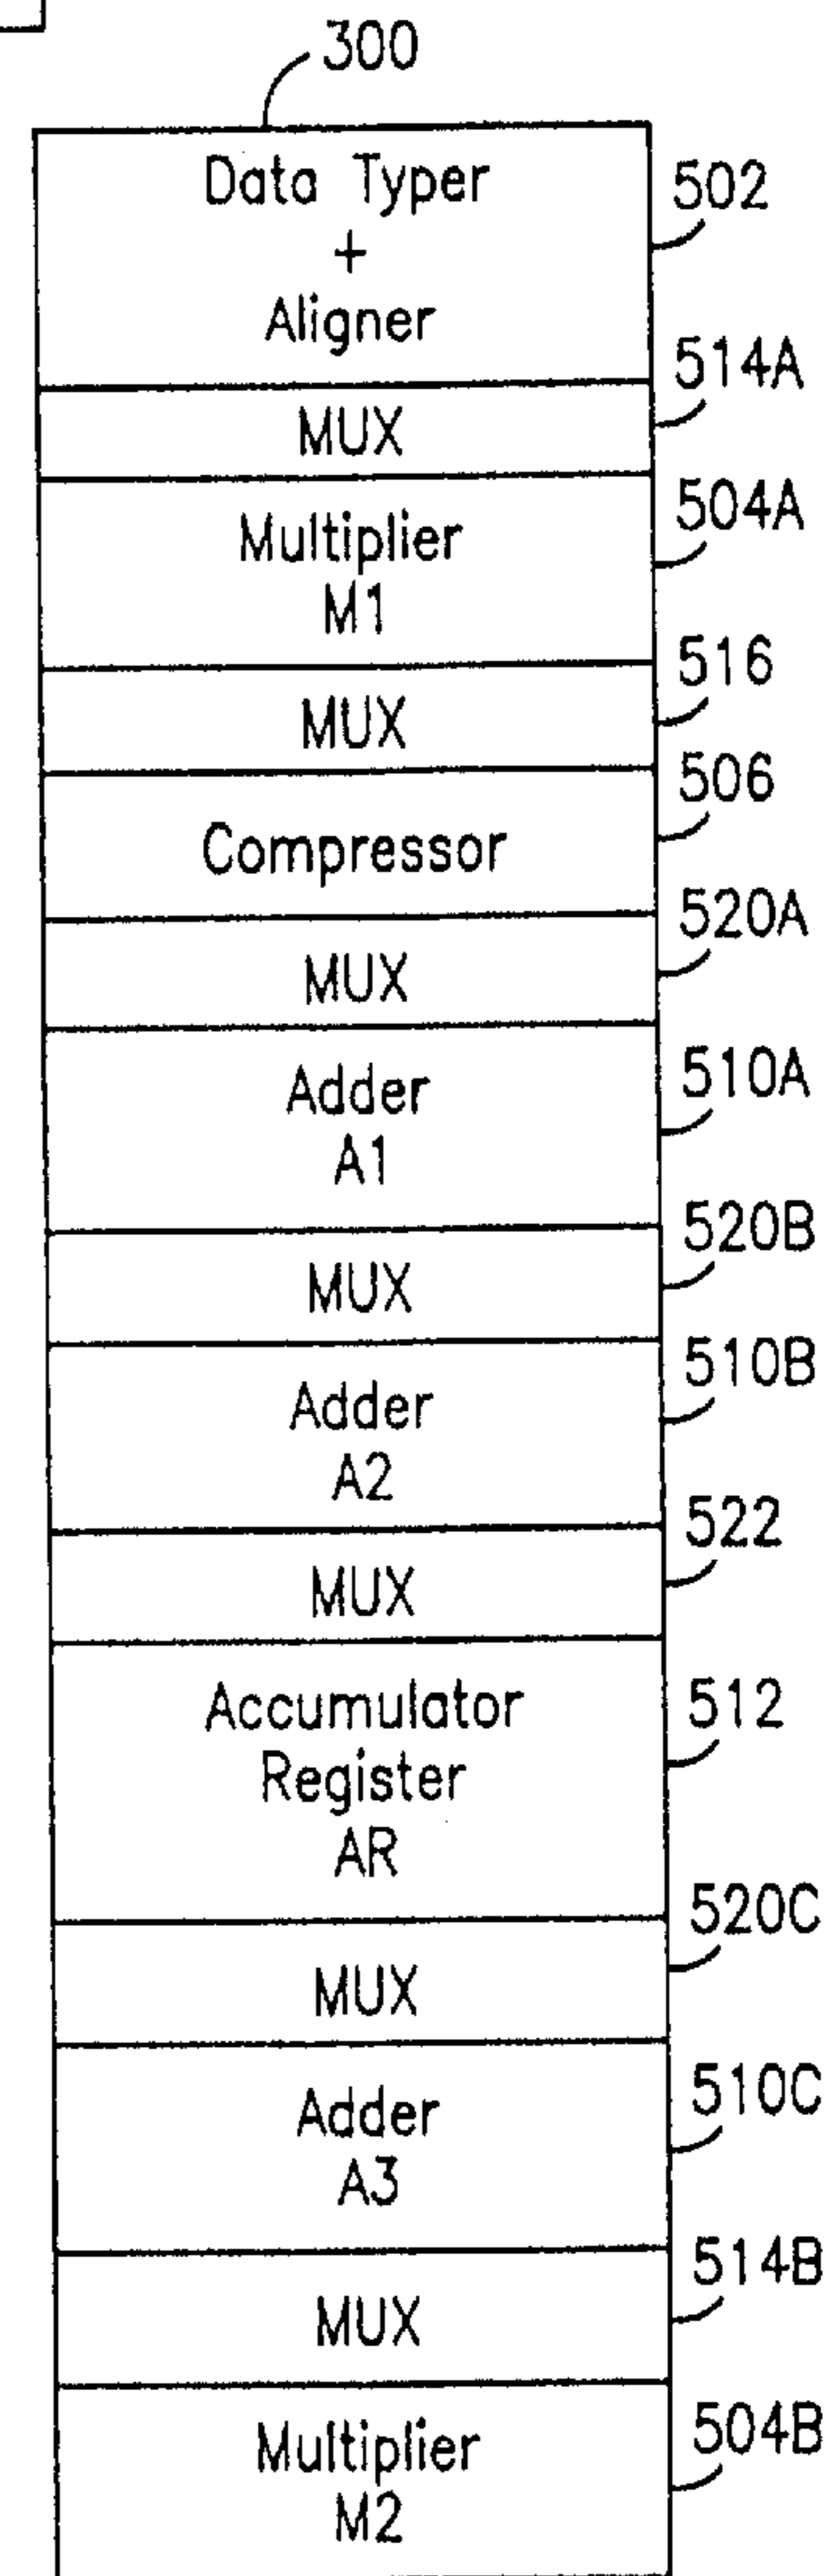 300
Data Typer
+
Aligner
502
MUX
514A
Multiplier
M1
504A
MUX
516
Compressor
506
MUX
520A
Adder
A1
510A
MUX
520B
Adder
A2
510B
MUX
522
Accumulator
Register
AR
512
MUX
520C
Adder
A3
510C
MUX
514B
Multiplier
M2
504B